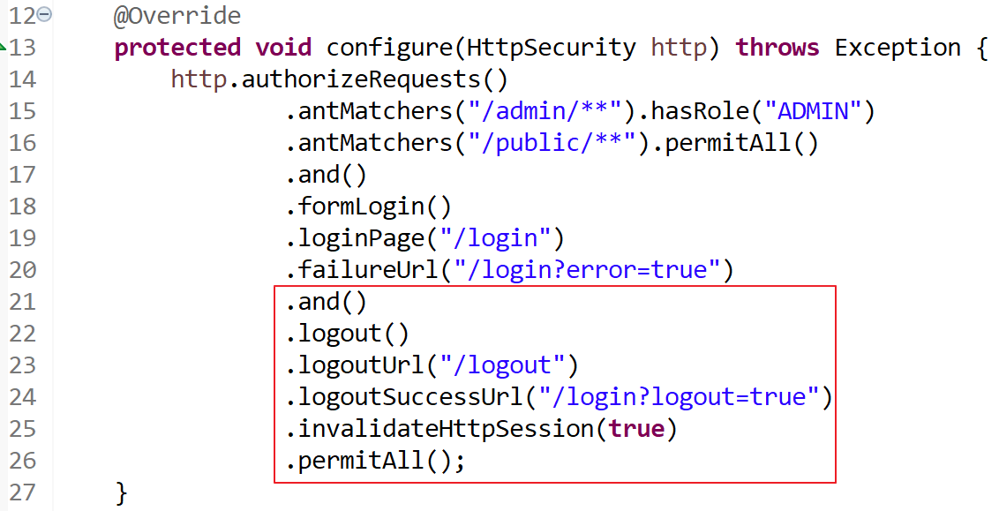 12 @Override
13 protected void configure(HttpSecurity http) throws Exception {
14 http.authorizeRequests()
15 .antMatchers("/admin/**").hasRole("ADMIN")
16 .antMatchers("/public/**").permitAll()
17 .and()
18 .formLogin()
19 .loginPage("/login")
20 .failureUrl("/login?error=true")
21 .and()
22 .logout()
23 .logoutUrl("/logout")
24 .logoutSuccessUrl("/login?logout=true")
25 .invalidateHttpSession(true)
26 .permitAll();
27 }